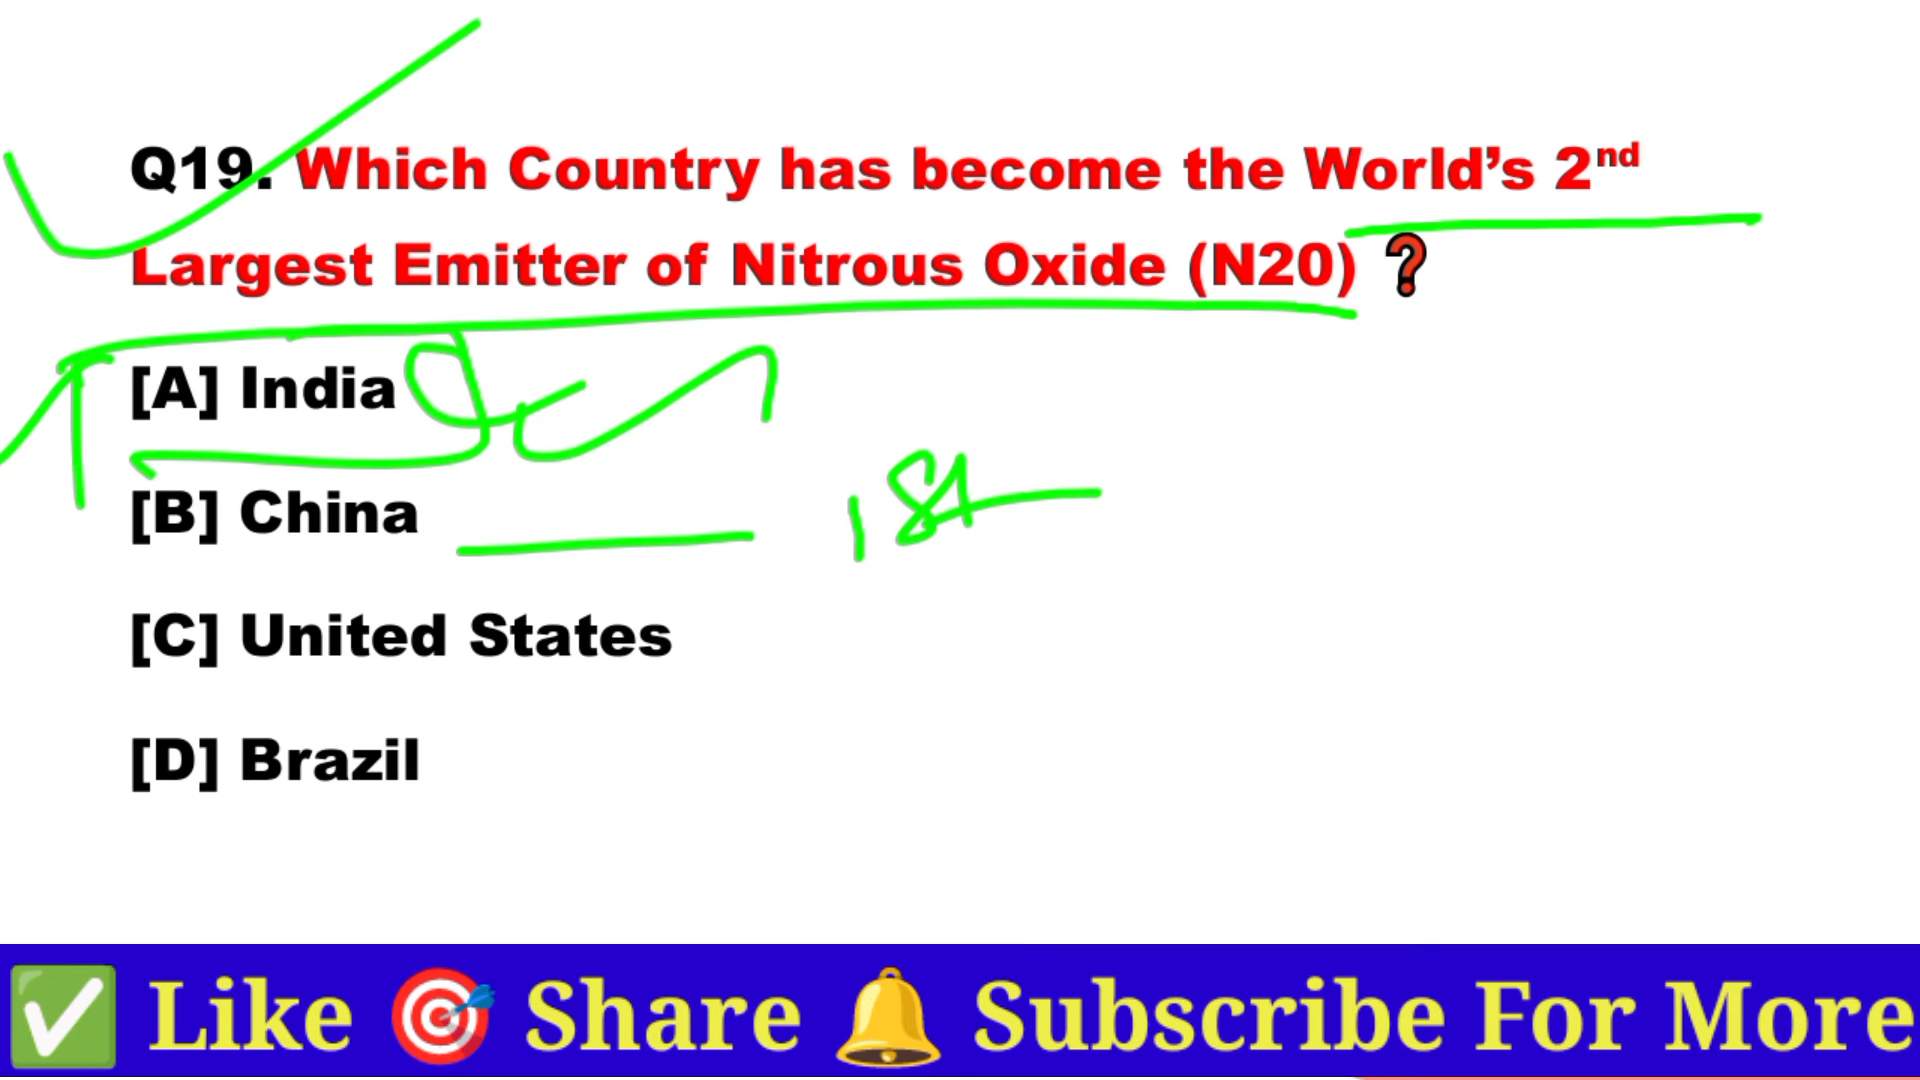 Q19. Which Country has become the World’s 2nd
Largest Emitter of Nitrous Oxide (N20) ❓
[A] India
[B] China 1st
[C] United States
[D] Brazil
✅ Like 🎯 Share 🔔 Subscribe For More